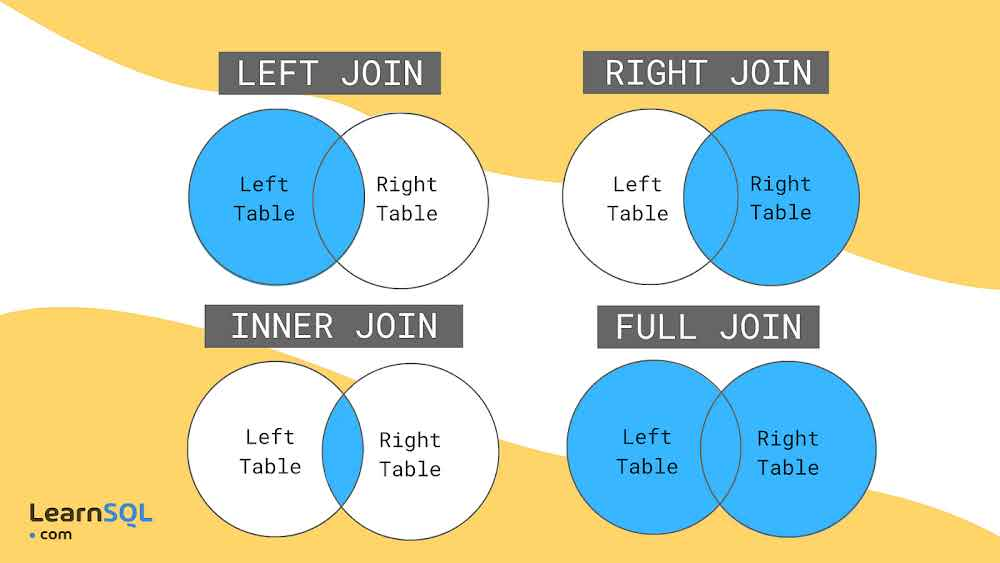 LEFT JOIN
Left
Table
Right
Table
RIGHT JOIN
Left
Table
Right
Table
INNER JOIN
Left
Table
Right
Table
FULL JOIN
Left
Table
Right
Table
LearnSQL
• com